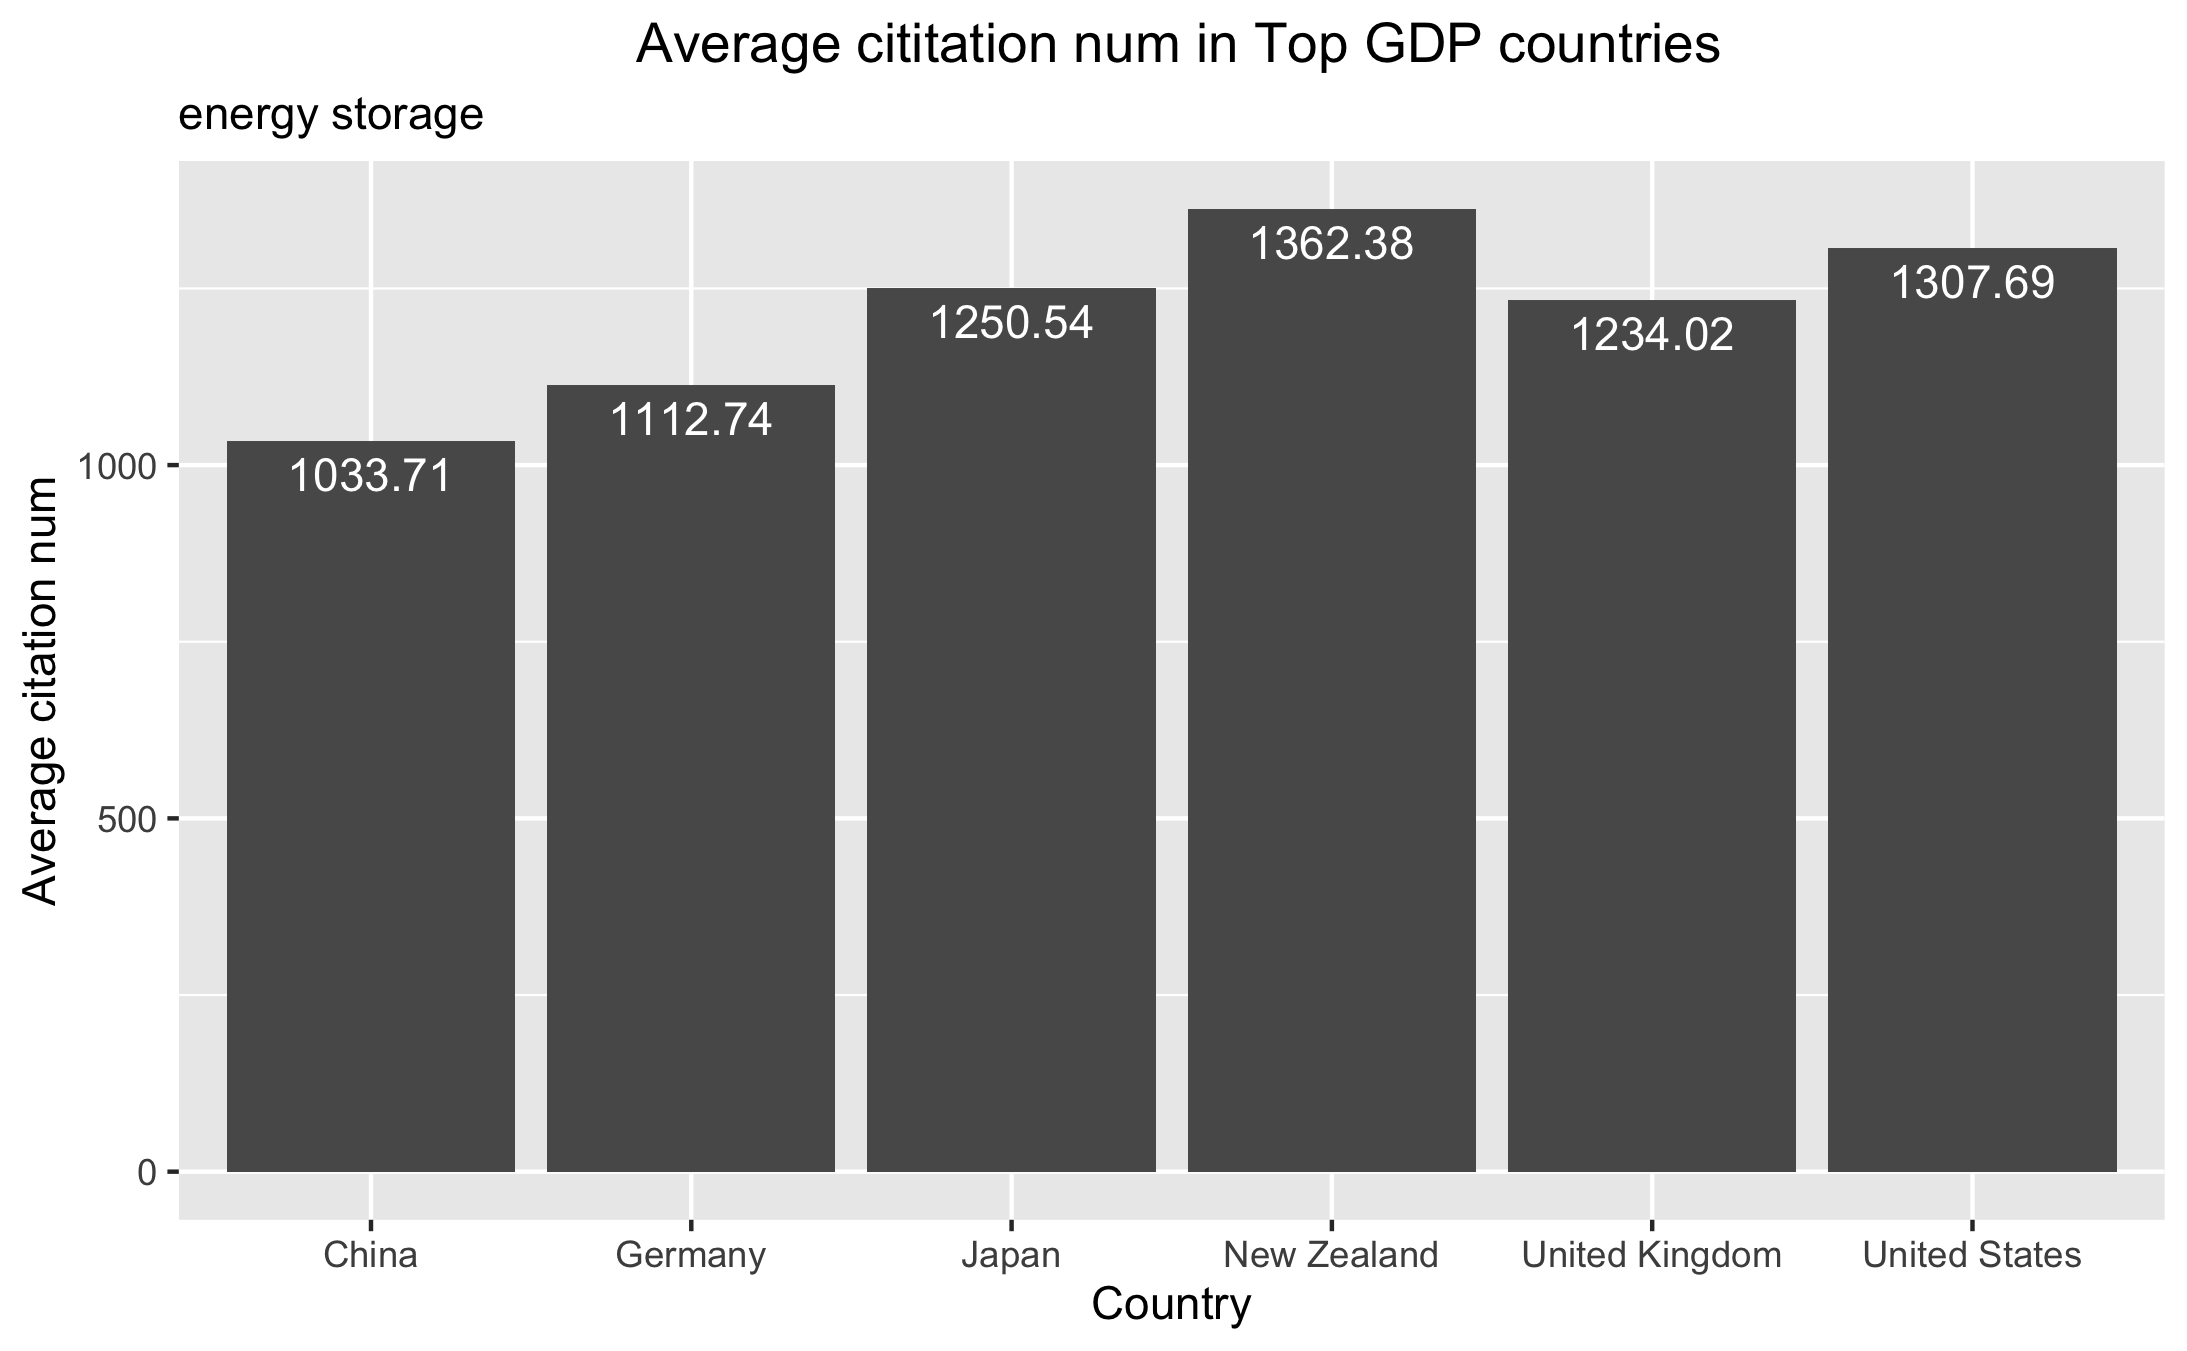 Average cititation num in Top GDP countries
energy storage
Average citation num
1000
500
0
1033.71
1112.74
1250.54
1362.38
1234.02
1307.69
China
Germany
Japan
New Zealand
United Kingdom
United States
Country